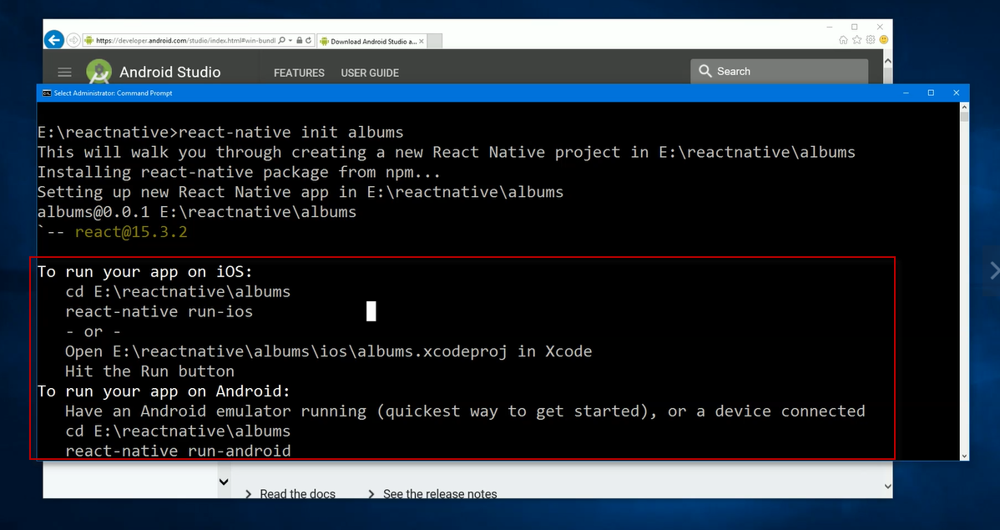 https://developer.android.com/studio/index.html#win-bundl
Download Android Studio a...
Android Studio
FEATURES
USER GUIDE
Search
Select Administrator: Command Prompt
E:\reactnative>react-native init albums
This will walk you through creating a new React Native project in E:\reactnative\albums
Installing react-native package from npm...
Setting up new React Native app in E:\reactnative\albums
albums@0.0.1 E:\reactnative\albums
`-- react@15.3.2
To run your app on iOS:
cd E:\reactnative\albums
react-native run-ios
- or -
Open E:\reactnative\albums\ios\albums.xcodeproj in Xcode
Hit the Run button
To run your app on Android:
Have an Android emulator running (quickest way to get started), or a device connected
cd E:\reactnative\albums
react-native run-android
Read the docs
See the release notes